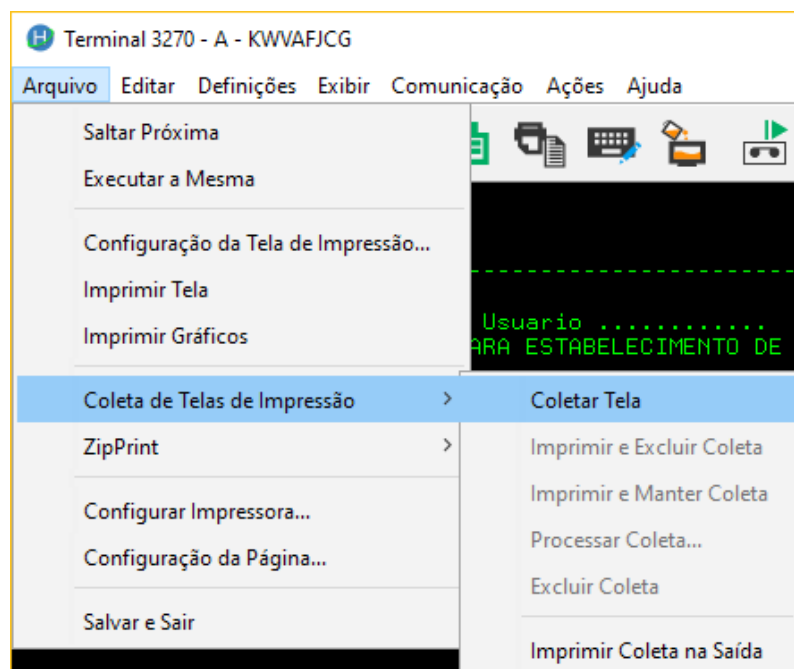 Terminal 3270 - A - KWVAFJCG
Arquivo Editar Definições Exibir Comunicação Ações Ajuda
Saltar Próxima
Executar a Mesma
Configuração da Tela de Impressão...
Imprimir Tela
Imprimir Gráficos
Coleta de Telas de Impressão
ZipPrint
Configurar Impressora...
Configuração da Página...
Salvar e Sair
--------------------
Usuario ............
ARA ESTABELECIMENTO DE
Coletar Tela
Imprimir e Excluir Coleta
Imprimir e Manter Coleta
Processar Coleta...
Excluir Coleta
Imprimir Coleta na Saída